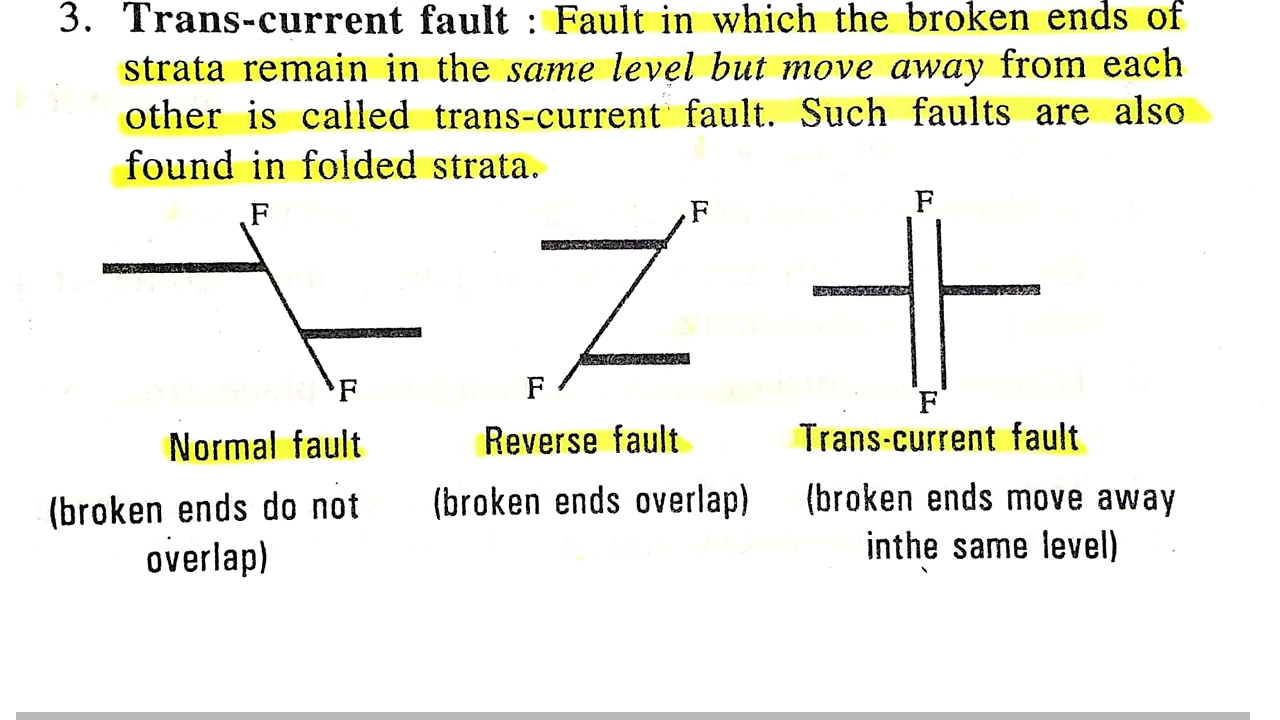 3. Trans-current fault : Fault in which the broken ends of
strata remain in the same level but move away from each
other is called trans-current fault. Such faults are also
found in folded strata.
F
F
Normal fault
(broken ends do not
overlap)
F
F
Reverse fault
(broken ends overlap)
F
F
Trans-current fault
(broken ends move away
inthe same level)